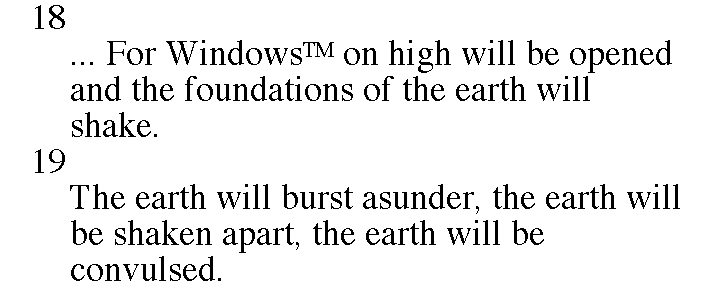 18
... For Windows™ on high will be opened
and the foundations of the earth will
shake.
19
The earth will burst asunder, the earth will
be shaken apart, the earth will be
convulsed.